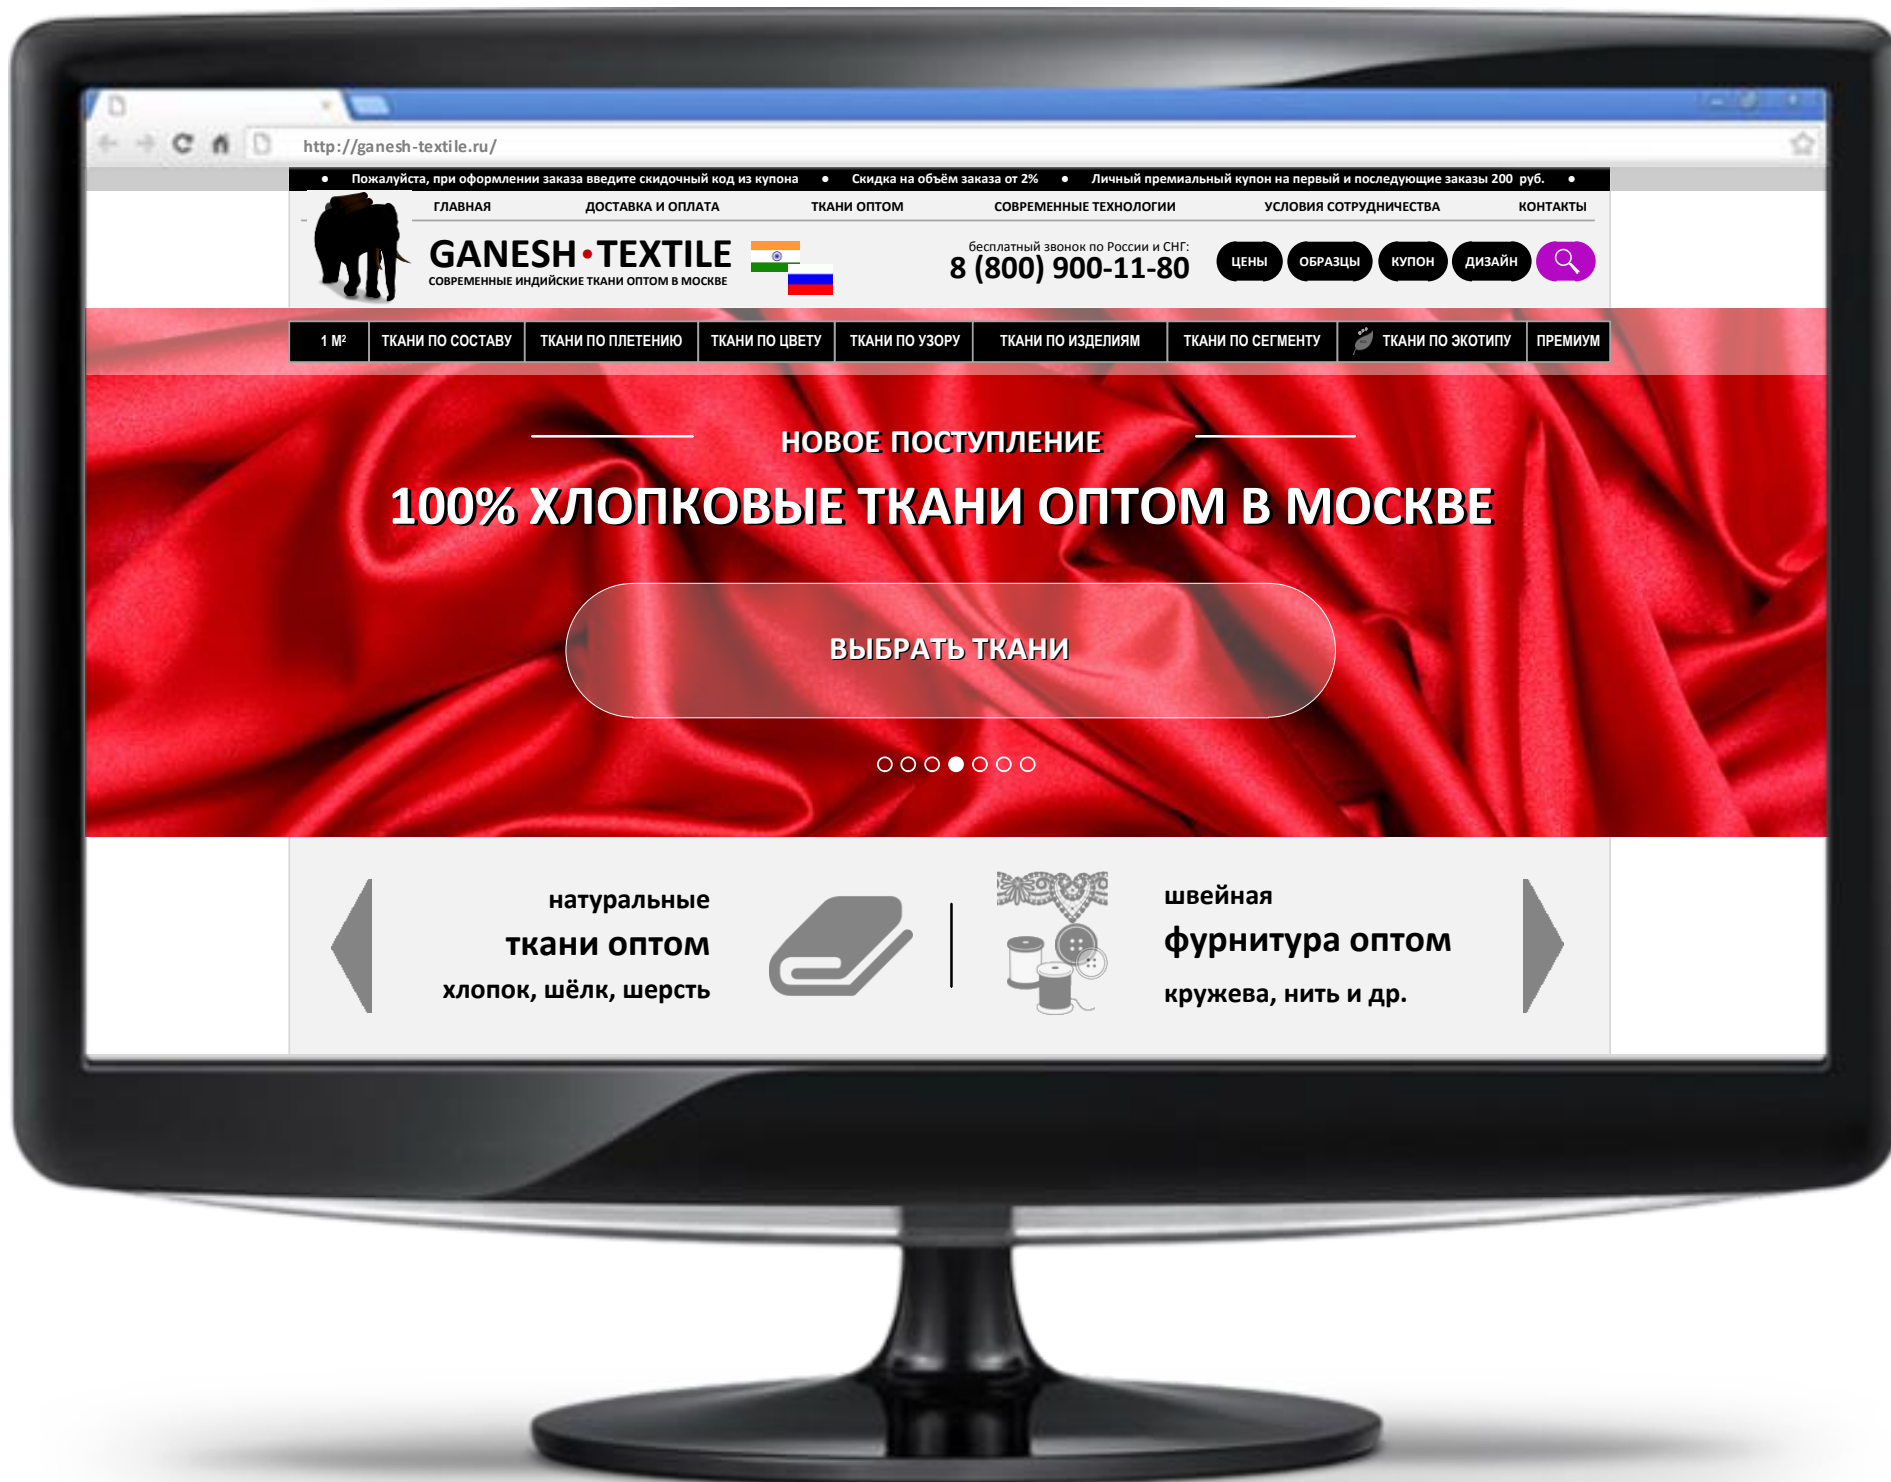 http://ganesh-textile.ru/
● Пожалуйста, при оформлении заказа введите скидочный код из купона ● Скидка на объём заказа от 2% ● Личный премиальный купон на первый и последующие заказы 200 руб. ●
ГЛАВНАЯ ДОСТАВКА И ОПЛАТА ТКАНИ ОПТОМ СОВРЕМЕННЫЕ ТЕХНОЛОГИИ УСЛОВИЯ СОТРУДНИЧЕСТВА КОНТАКТЫ
GANESH•TEXTILE
СОВРЕМЕННЫЕ ИНДИЙСКИЕ ТКАНИ ОПТОМ В МОСКВЕ
бесплатный звонок по России и СНГ:
8 (800) 900-11-80
ЦЕНЫ ОБРАЗЦЫ КУПОН ДИЗАЙН
1 М² ТКАНИ ПО СОСТАВУ ТКАНИ ПО ПЛЕТЕНИЮ ТКАНИ ПО ЦВЕТУ ТКАНИ ПО УЗОРУ ТКАНИ ПО ИЗДЕЛИЯМ ТКАНИ ПО СЕГМЕНТУ ТКАНИ ПО ЭКОТИПУ ПРЕМИУМ
НОВОЕ ПОСТУПЛЕНИЕ
100% ХЛОПКОВЫЕ ТКАНИ ОПТОМ В МОСКВЕ
ВЫБРАТЬ ТКАНИ
натуральные
ткани оптом
хлопок, шёлк, шерсть
швейная
фурнитура оптом
кружева, нить и др.